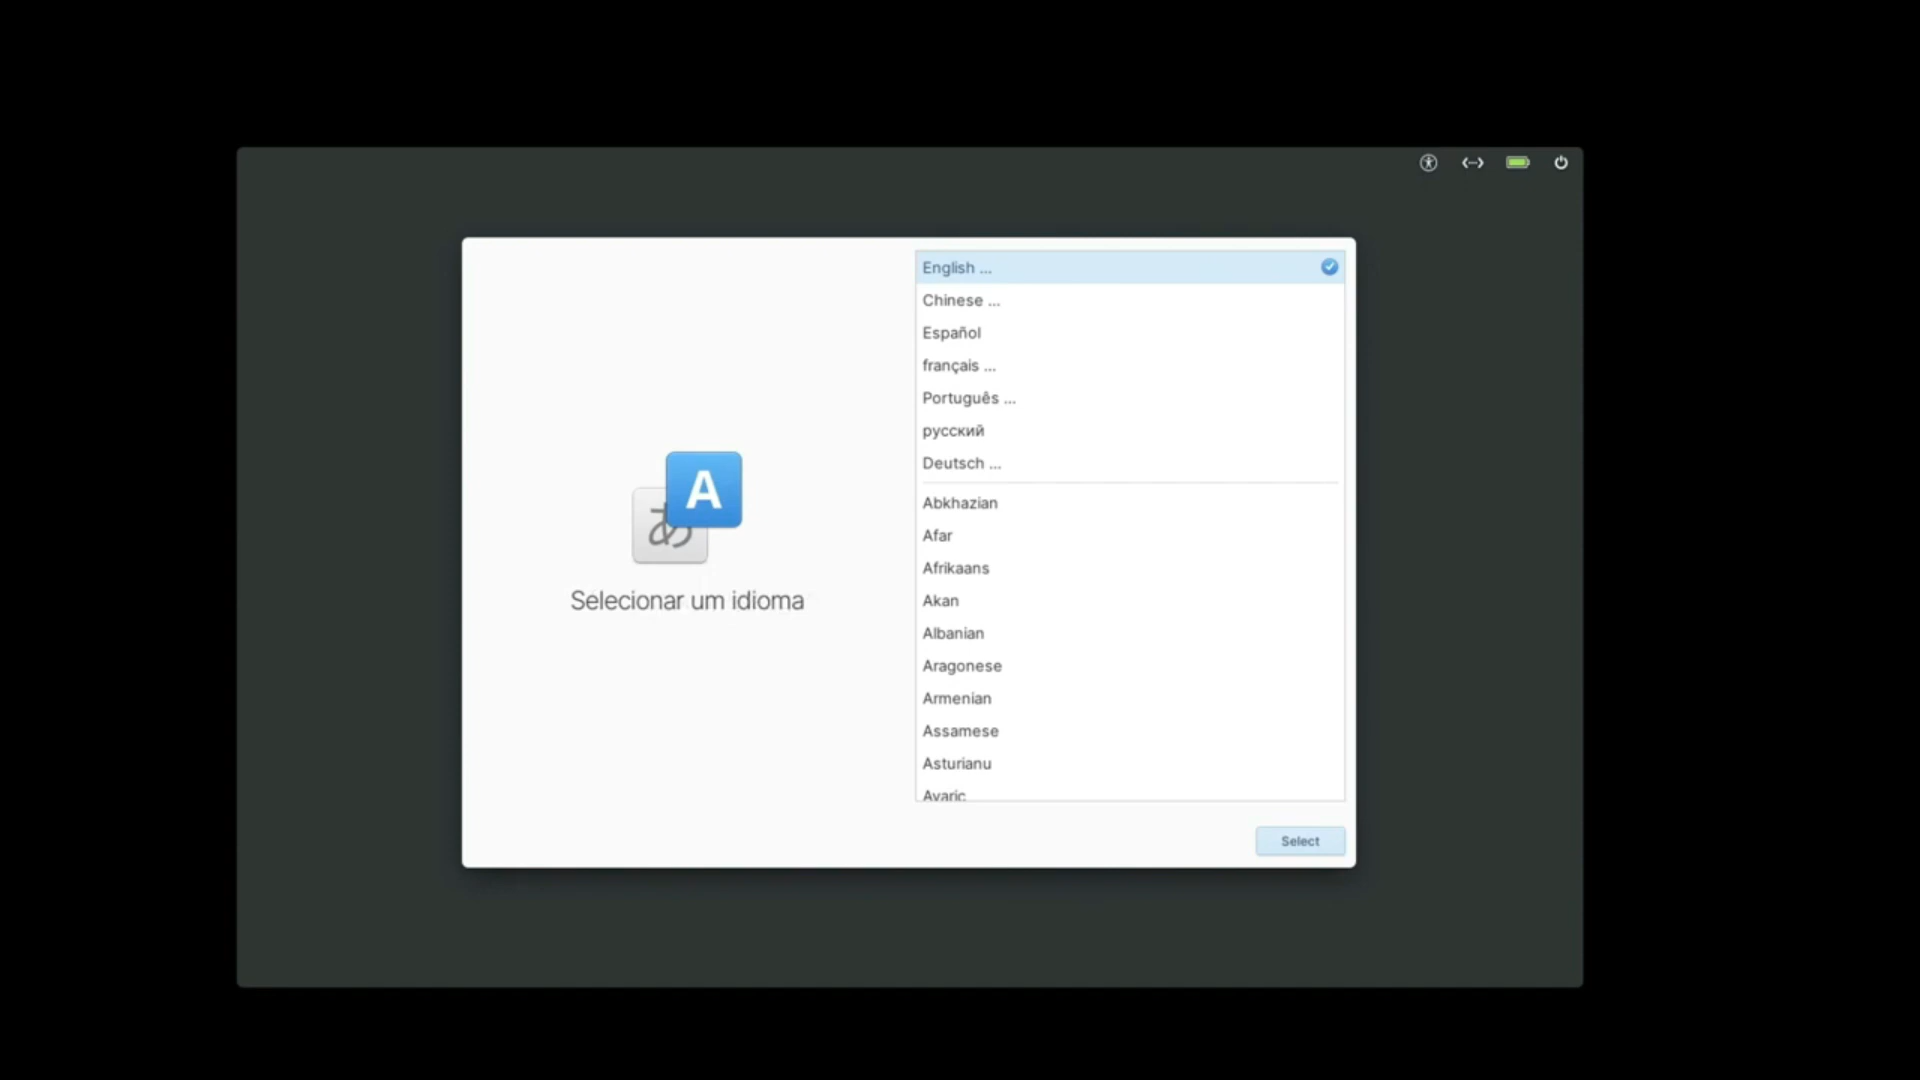 あ
A
Selecionar um idioma
English ...
Chinese ...
Español
français ...
Português ...
русский
Deutsch ...
Abkhazian
Afar
Afrikaans
Akan
Albanian
Aragonese
Armenian
Assamese
Asturianu
Avaric
Select